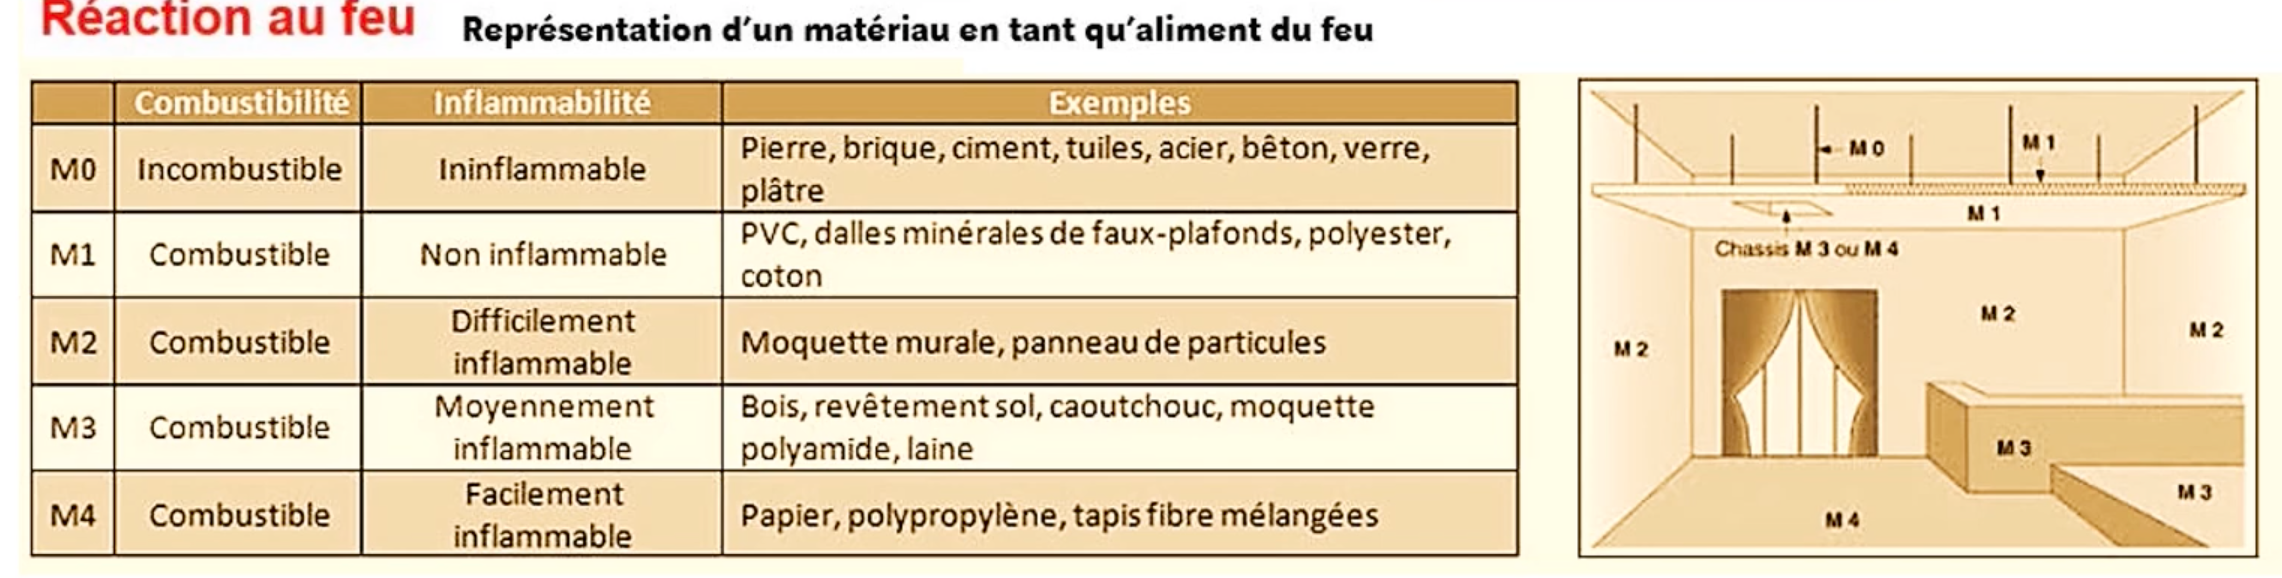 Réaction au feu Représentation d'un matériau en tant qu'aliment du feu
Combustibilité Inflammabilité Exemples
M0 Incombustible Ininflammable Pierre, brique, ciment, tuiles, acier, bêton, verre,
plâtre
M1 Combustible Non inflammable PVC, dalles minérales de faux-plafonds, polyester,
coton
M2 Combustible Difficilement
inflammable Moquette murale, panneau de particules
M3 Combustible Moyennement
inflammable Bois, revêtement sol, caoutchouc, moquette
polyamide, laine
M4 Combustible Facilement
inflammable Papier, polypropylène, tapis fibre mélangées
M 0
M 1
M 1
Chassis M 3 ou M 4
M 2
M 2
M 2
M 3
M 3
M 4